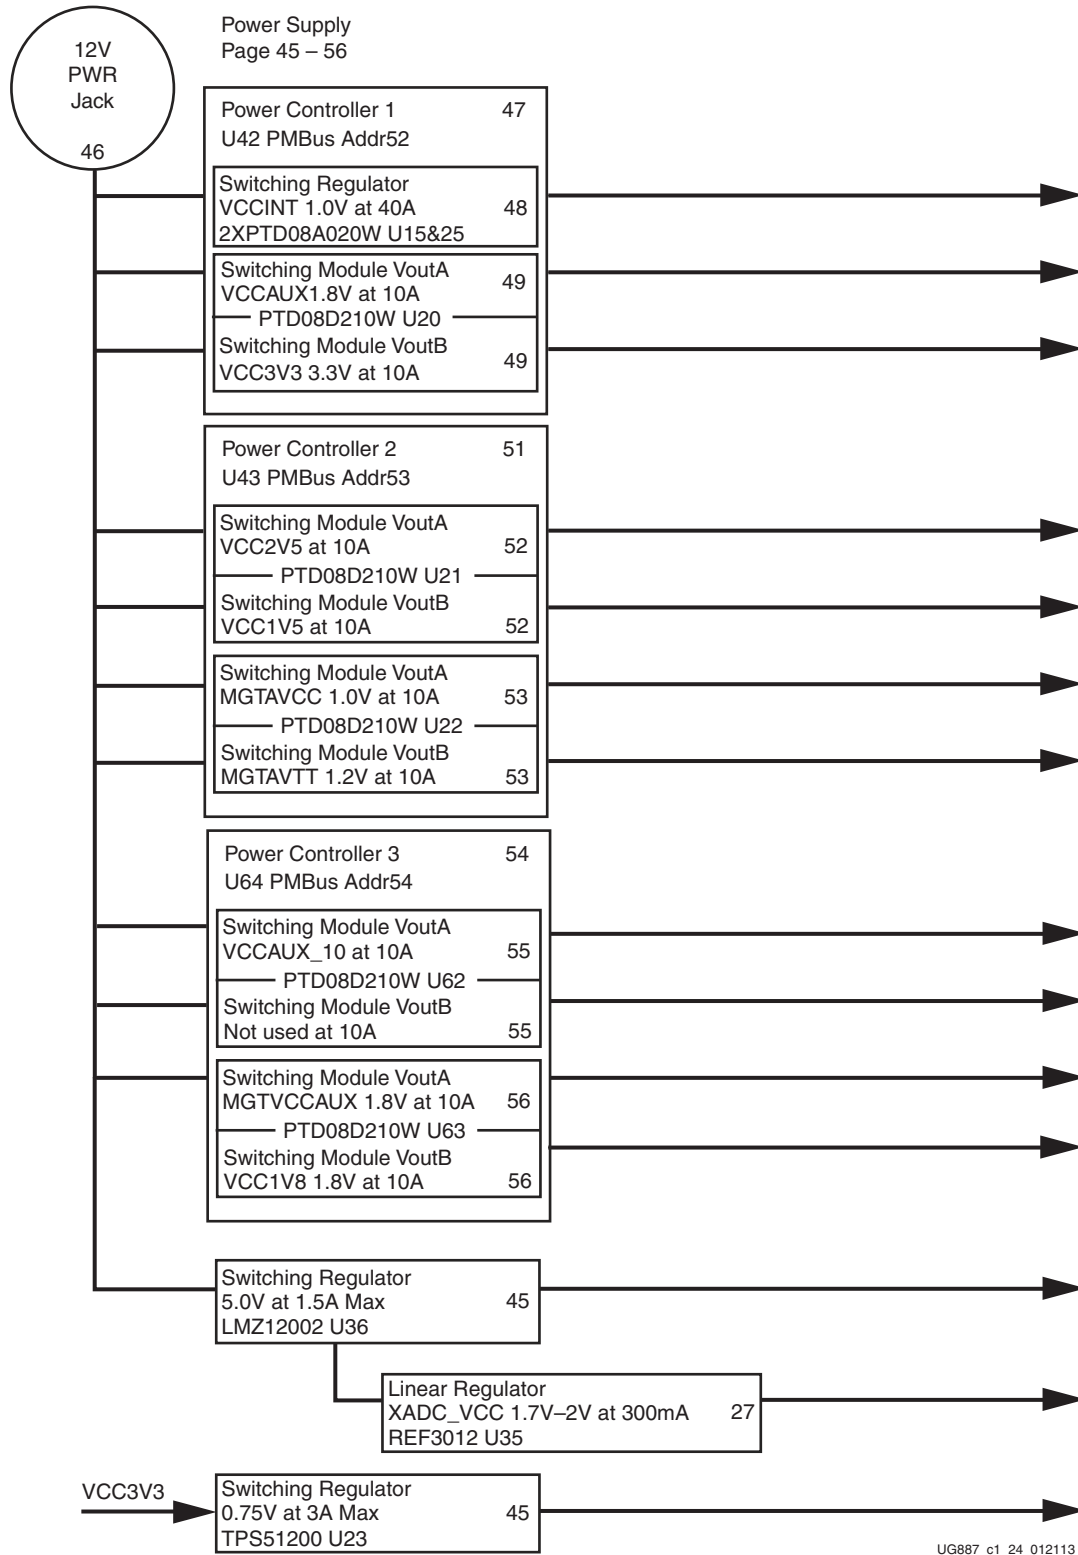 Power Supply
Page 45 – 56
12V
PWR
Jack
46
Power Controller 1 47
U42 PMBus Addr52
Switching Regulator
VCCINT 1.0V at 40A 48
2XPTD08A020W U15&25
Switching Module VoutA
VCCAUX1.8V at 10A 49
PTD08D210W U20
Switching Module VoutB
VCC3V3 3.3V at 10A 49
Power Controller 2 51
U43 PMBus Addr53
Switching Module VoutA
VCC2V5 at 10A 52
PTD08D210W U21
Switching Module VoutB
VCC1V5 at 10A 52
Switching Module VoutA
MGTAVCC 1.0V at 10A 53
PTD08D210W U22
Switching Module VoutB
MGTAVTT 1.2V at 10A 53
Power Controller 3 54
U64 PMBus Addr54
Switching Module VoutA
VCCAUX_10 at 10A 55
PTD08D210W U62
Switching Module VoutB
Not used at 10A 55
Switching Module VoutA
MGTVCCAUX 1.8V at 10A 56
PTD08D210W U63
Switching Module VoutB
VCC1V8 1.8V at 10A 56
Switching Regulator
5.0V at 1.5A Max 45
LMZ12002 U36
Linear Regulator
XADC_VCC 1.7V–2V at 300mA 27
REF3012 U35
VCC3V3
Switching Regulator
0.75V at 3A Max 45
TPS51200 U23
UG887_c1_24_012113